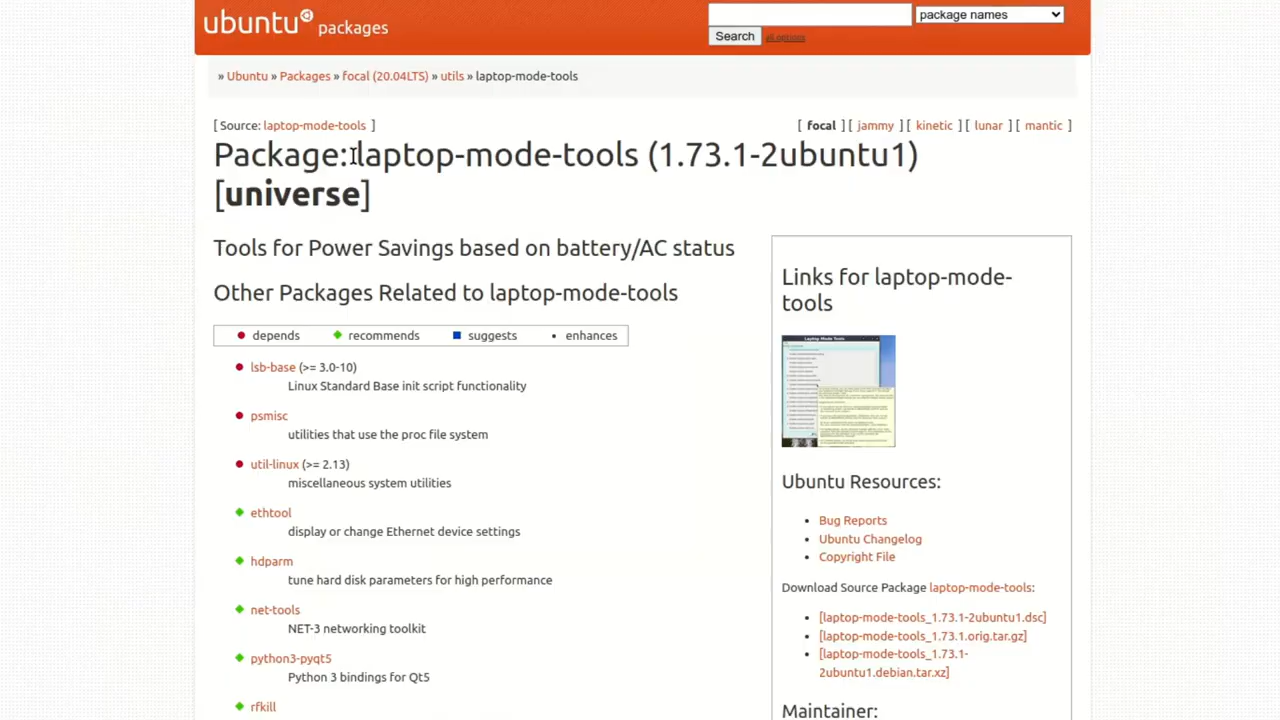 ubuntu packages
package names
Search all options
» Ubuntu » Packages » focal (20.04LTS) » utils » laptop-mode-tools
[ Source: laptop-mode-tools ]
[ focal ] [ jammy ] [ kinetic ] [ lunar ] [ mantic ]
Package: laptop-mode-tools (1.73.1-2ubuntu1)
[universe]
Tools for Power Savings based on battery/AC status
Other Packages Related to laptop-mode-tools
depends recommends suggests enhances
lsb-base (>= 3.0-10)
Linux Standard Base init script functionality
psmisc
utilities that use the proc file system
util-linux (>= 2.13)
miscellaneous system utilities
ethtool
display or change Ethernet device settings
hdparm
tune hard disk parameters for high performance
net-tools
NET-3 networking toolkit
python3-pyqt5
Python 3 bindings for Qt5
rfkill
Links for laptop-mode-
tools
Laptop Mode Tools
Ubuntu Resources:
• Bug Reports
• Ubuntu Changelog
• Copyright File
Download Source Package laptop-mode-tools:
• [laptop-mode-tools_1.73.1-2ubuntu1.dsc]
• [laptop-mode-tools_1.73.1.orig.tar.gz]
• [laptop-mode-tools_1.73.1-
2ubuntu1.debian.tar.xz]
Maintainer: